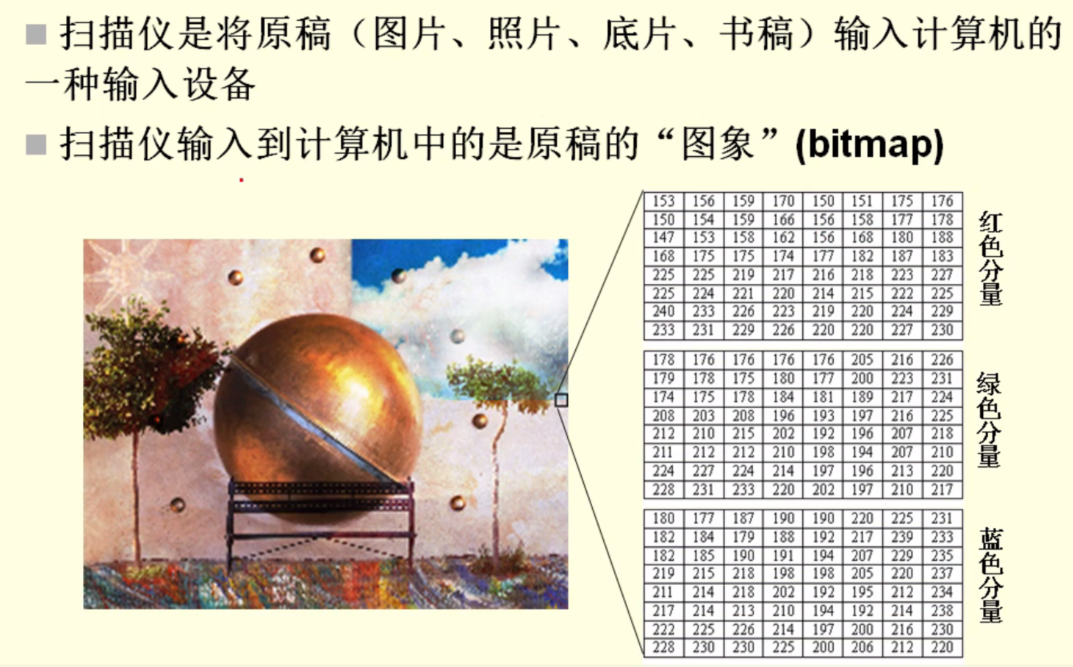 扫描仪是将原稿（图片、照片、底片、书稿）输入计算机的
一种输入设备
扫描仪输入到计算机中的是原稿的“图象”(bitmap)
153 156 159 170 150 151 175 176
150 154 159 166 156 158 177 178
147 153 158 162 156 168 180 188
168 175 175 174 177 182 187 183
225 225 219 217 216 218 223 227
225 224 221 220 214 215 222 225
240 233 226 223 219 220 224 229
233 231 229 226 220 220 227 230
红色分量
178 176 176 176 176 205 216 226
179 178 175 180 177 200 223 231
174 175 178 184 181 189 217 224
208 203 208 196 193 197 216 225
212 210 215 202 192 196 207 218
211 212 212 210 198 194 207 210
224 227 224 214 197 196 213 220
228 231 233 220 202 197 210 217
绿色分量
180 177 187 190 190 220 225 231
182 184 179 188 192 217 239 233
182 185 190 191 194 207 229 235
219 215 218 198 198 205 220 237
211 214 218 202 192 195 212 234
217 214 213 210 194 192 214 238
222 225 226 214 197 200 216 230
228 230 230 225 200 206 212 220
蓝色分量